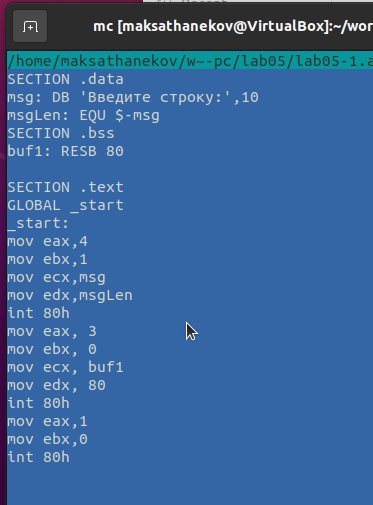 mc [maksathanekov@VirtualBox]:~/wor
/home/maksathanekov/w~-pc/lab05/lab05-1.a
SECTION .data
msg: DB 'Введите строку:',10
msgLen: EQU $-msg
SECTION .bss
buf1: RESB 80
SECTION .text
GLOBAL _start
_start:
mov eax,4
mov ebx,1
mov ecx,msg
mov edx,msgLen
int 80h
mov eax, 3
mov ebx, 0
mov ecx, buf1
mov edx, 80
int 80h
mov eax,1
mov ebx,0
int 80h